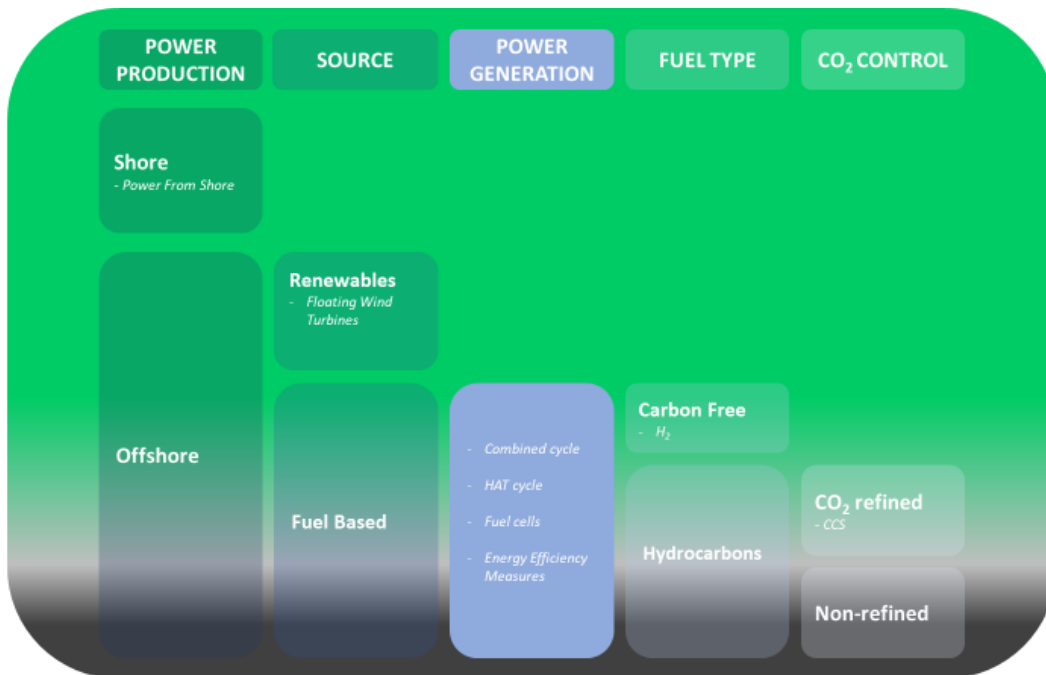 POWER
PRODUCTION
SOURCE
POWER
GENERATION
FUEL TYPE
CO₂ CONTROL
Shore
- Power From Shore
Offshore
Renewables
- Floating Wind
Turbines
Fuel Based
- Combined cycle
- HAT cycle
- Fuel cells
- Energy Efficiency
Measures
Carbon Free
- H₂
Hydrocarbons
CO₂ refined
- CCS
Non-refined